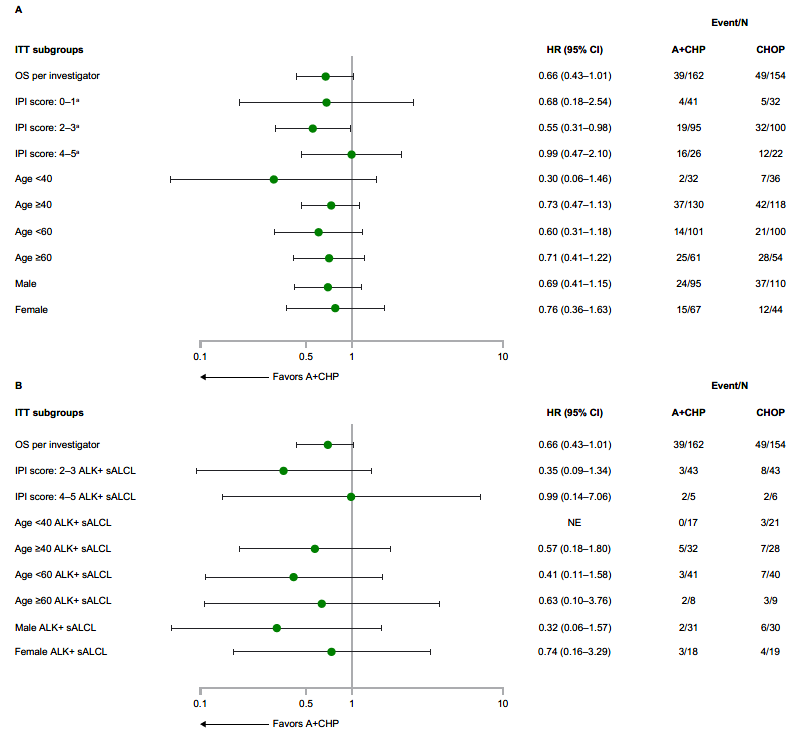 A
Event/N
ITT subgroups HR (95% CI) A+CHP CHOP
OS per investigator 0.66 (0.43–1.01) 39/162 49/154
IPI score: 0–1ᵃ 0.68 (0.18–2.54) 4/41 5/32
IPI score: 2–3ᵃ 0.55 (0.31–0.98) 19/95 32/100
IPI score: 4–5ᵃ 0.99 (0.47–2.10) 16/26 12/22
Age <40 0.30 (0.06–1.46) 2/32 7/36
Age ≥40 0.73 (0.47–1.13) 37/130 42/118
Age <60 0.60 (0.31–1.18) 14/101 21/100
Age ≥60 0.71 (0.41–1.22) 25/61 28/54
Male 0.69 (0.41–1.15) 24/95 37/110
Female 0.76 (0.36–1.63) 15/67 12/44
0.1 0.5 1 10
Favors A+CHP
B
Event/N
ITT subgroups HR (95% CI) A+CHP CHOP
OS per investigator 0.66 (0.43–1.01) 39/162 49/154
IPI score: 2–3 ALK+ sALCL 0.35 (0.09–1.34) 3/43 8/43
IPI score: 4–5 ALK+ sALCL 0.99 (0.14–7.06) 2/5 2/6
Age <40 ALK+ sALCL NE 0/17 3/21
Age ≥40 ALK+ sALCL 0.57 (0.18–1.80) 5/32 7/28
Age <60 ALK+ sALCL 0.41 (0.11–1.58) 3/41 7/40
Age ≥60 ALK+ sALCL 0.63 (0.10–3.76) 2/8 3/9
Male ALK+ sALCL 0.32 (0.06–1.57) 2/31 6/30
Female ALK+ sALCL 0.74 (0.16–3.29) 3/18 4/19
0.1 0.5 1 10
Favors A+CHP